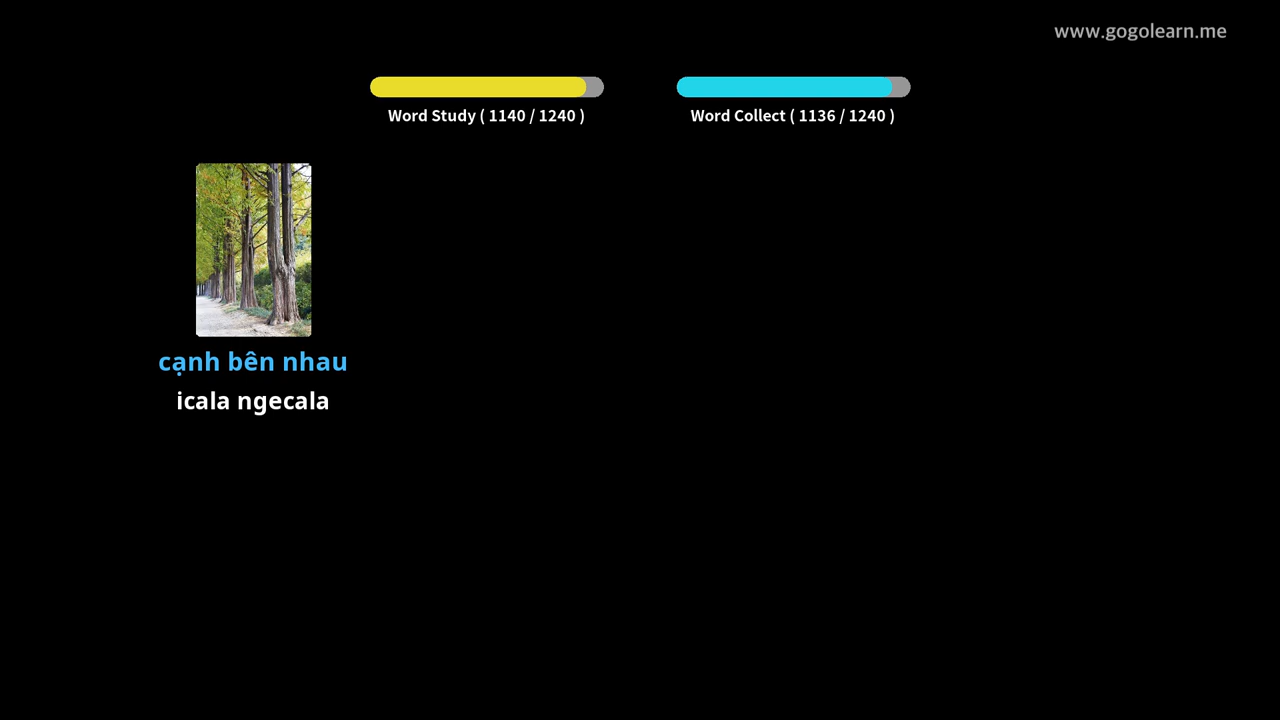 www.gogolearn.me
Word Study ( 1140 / 1240 )
Word Collect ( 1136 / 1240 )
cạnh bên nhau
icala ngecala